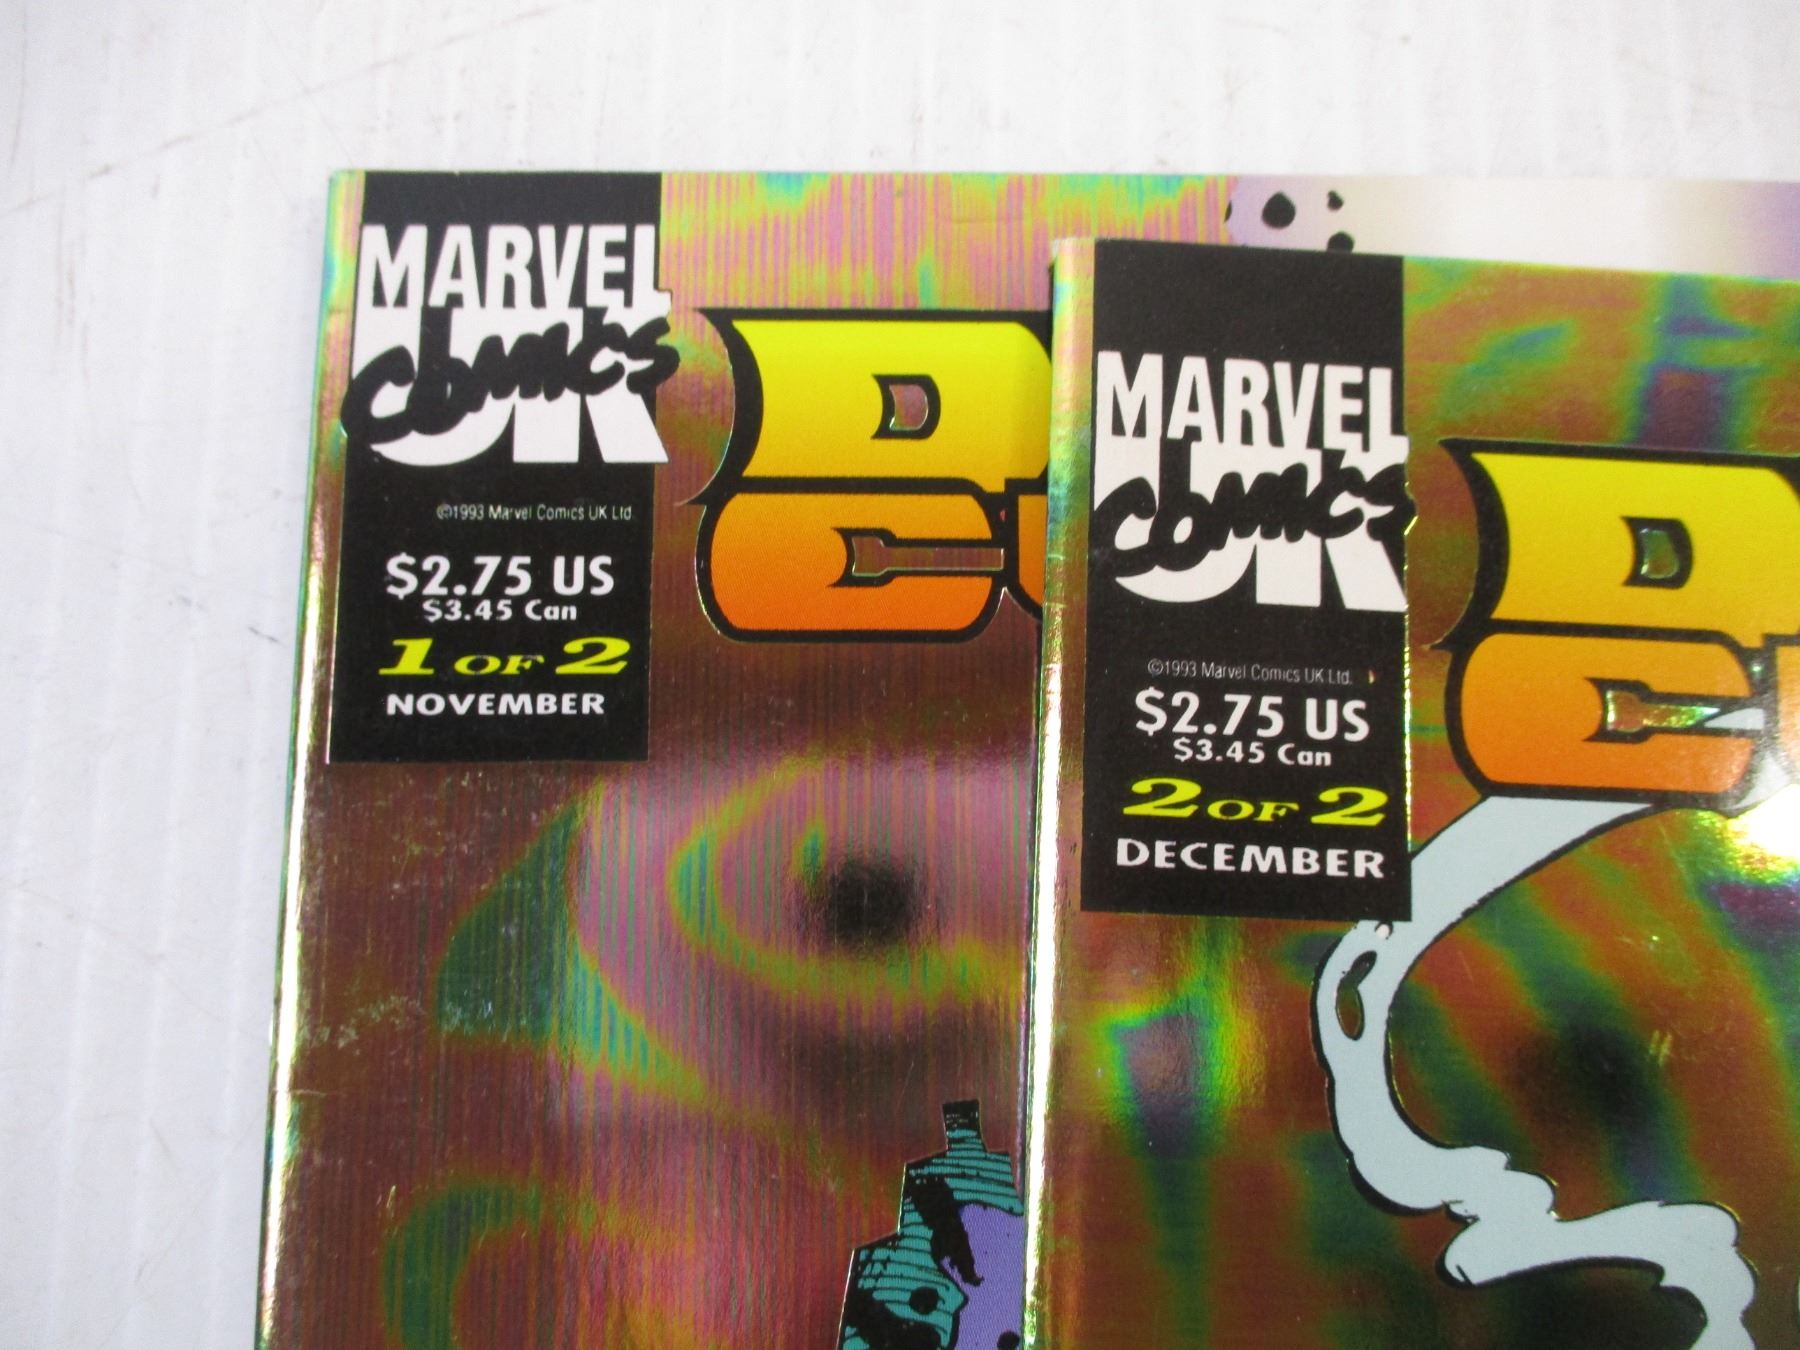 MARVEL
Comics
UK
©1993 Marvel Comics UK Ltd.
$2.75 US
$3.45 Can
1 OF 2
NOVEMBER
D
C
MARVEL
Comics
UK
©1993 Marvel Comics UK Ltd.
$2.75 US
$3.45 Can
2 OF 2
DECEMBER
D
C